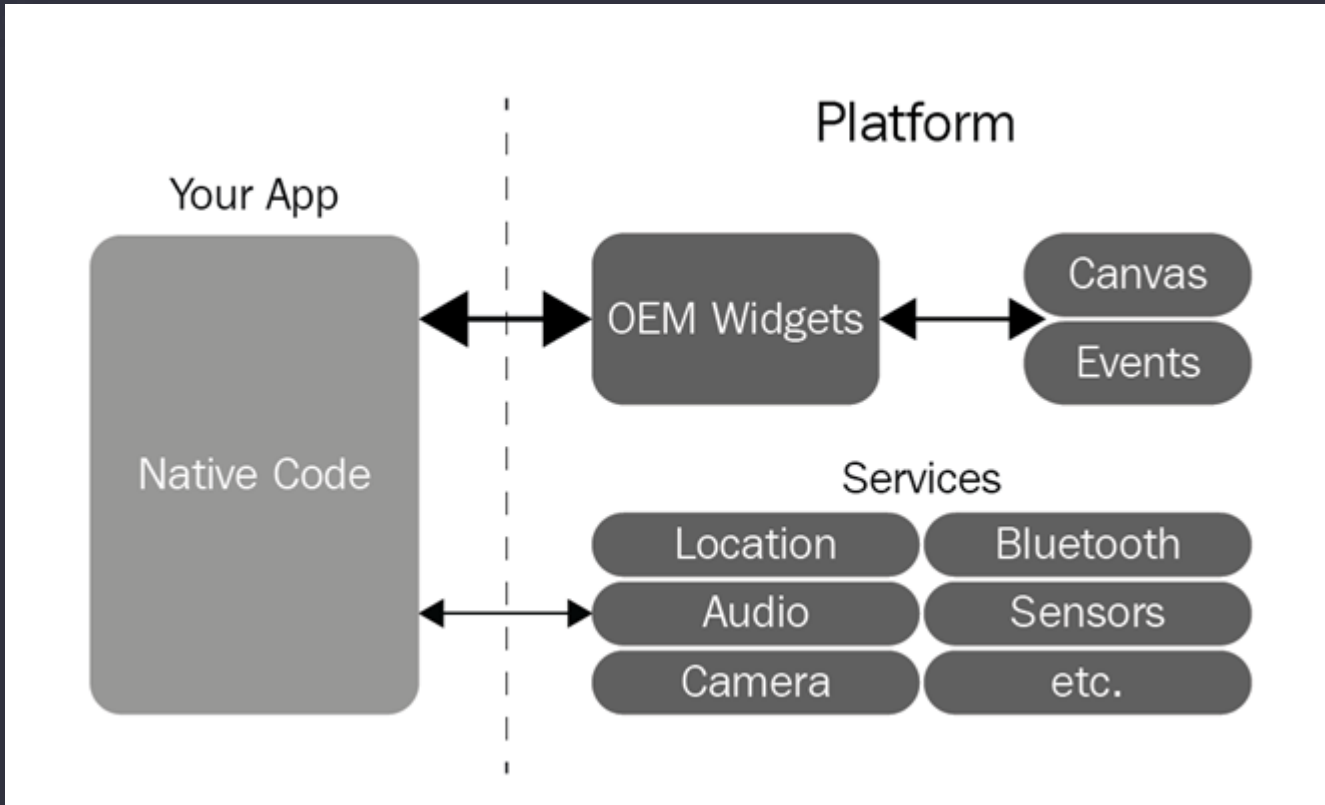 Platform
Your App
Native Code
OEM Widgets
Canvas
Events
Services
Location
Bluetooth
Audio
Sensors
Camera
etc.